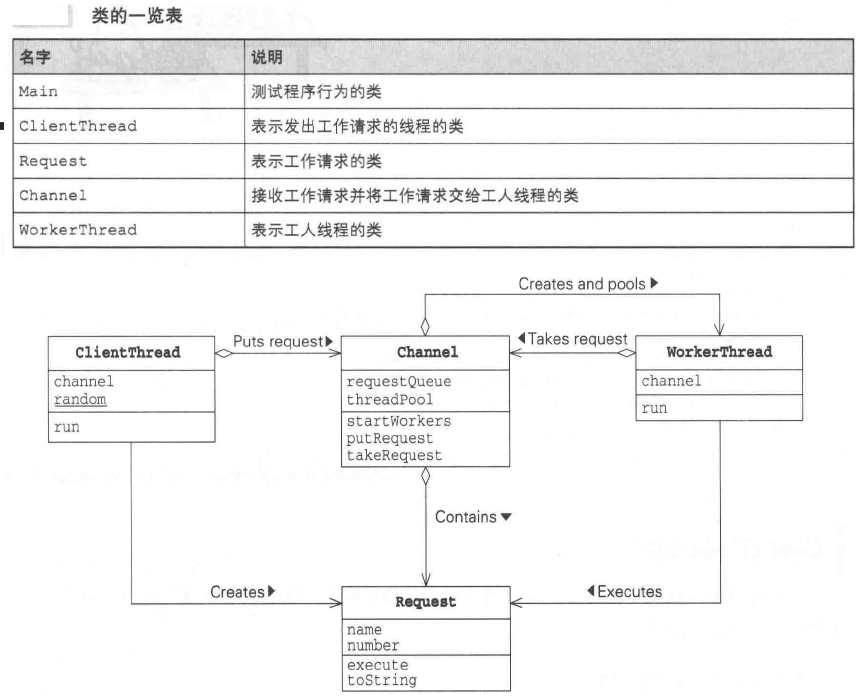 类的一览表
名字 说明
Main 测试程序行为的类
ClientThread 表示发出工作请求的线程的类
Request 表示工作请求的类
Channel 接收工作请求并将工作请求交给工人线程的类
WorkerThread 表示工人线程的类
Creates and pools ▶
ClientThread
channel
random
run
Puts request▶
Channel
requestQueue
threadPool
startWorkers
putRequest
takeRequest
◀Takes request
WorkerThread
channel
run
Contains ▼
Creates▶
◀Executes
Request
name
number
execute
toString